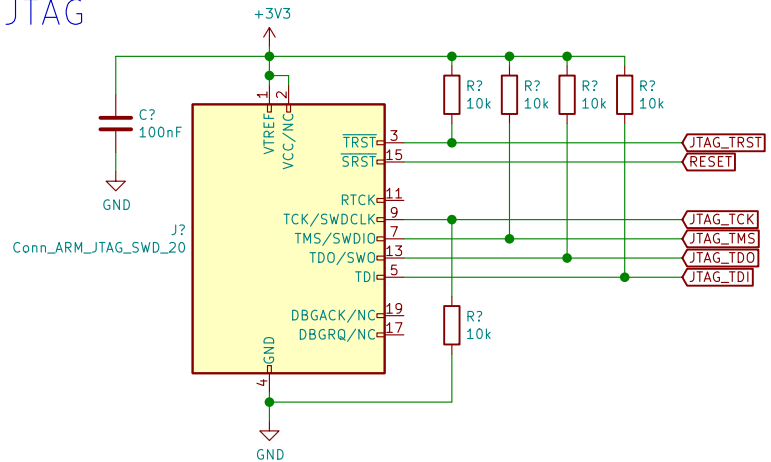 JTAG
+3V3
C?
100nF
GND
R?
10k
R?
10k
R?
10k
R?
10k
1
2
VTREF
VCC/NC
TRST
3
JTAG_TRST
SRST
15
RESET
RTCK
11
TCK/SWDCLK
9
JTAG_TCK
TMS/SWDIO
7
JTAG_TMS
TDO/SWO
13
JTAG_TDO
TDI
5
JTAG_TDI
J?
Conn_ARM_JTAG_SWD_20
DBGACK/NC
19
DBGRQ/NC
17
R?
10k
GND
4
GND